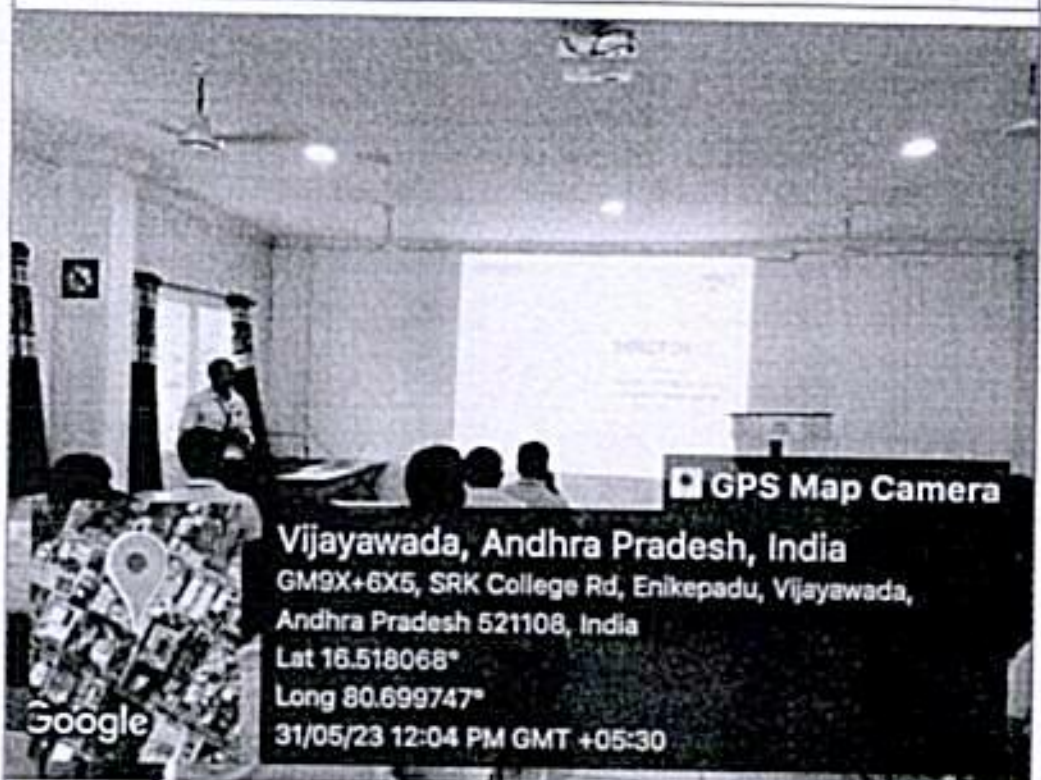 GPS Map Camera
Vijayawada, Andhra Pradesh, India
GM9X+6X5, SRK College Rd, Enikepadu, Vijayawada,
Andhra Pradesh 521108, India
Lat 16.518068°
Long 80.699747°
31/05/23 12:04 PM GMT +05:30
Google